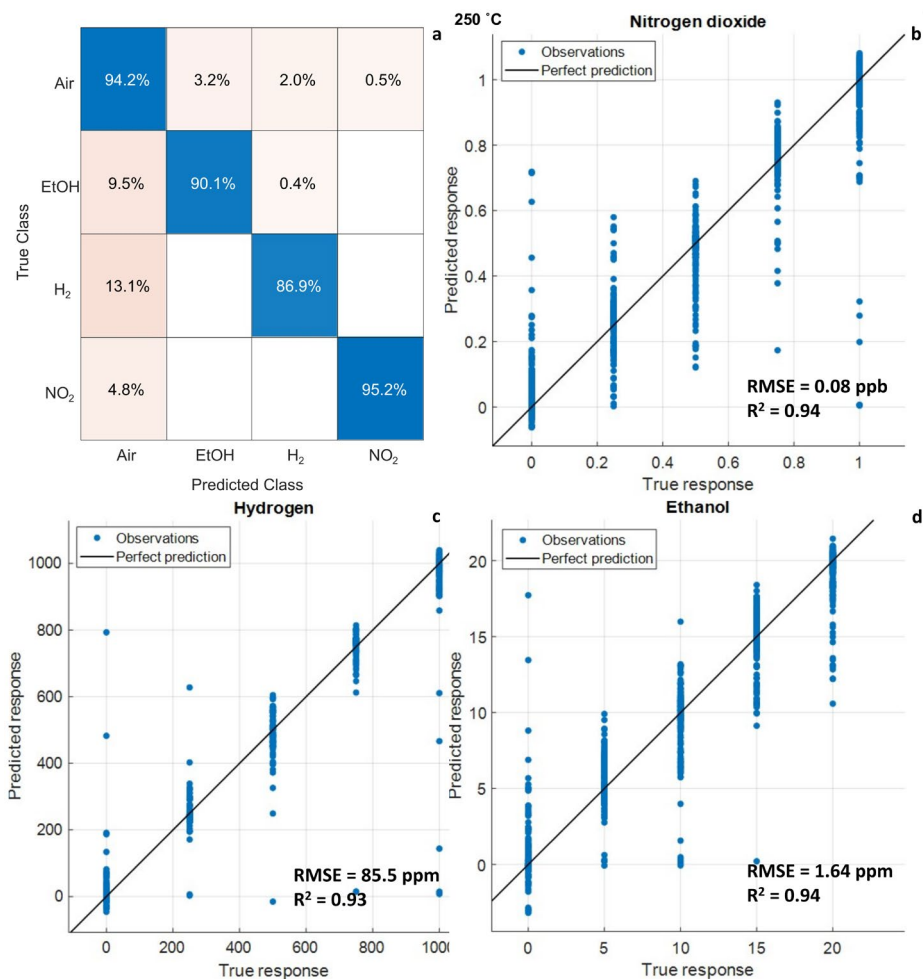 a
Air 94.2% 3.2% 2.0% 0.5%
EtOH 9.5% 90.1% 0.4%
H₂ 13.1% 86.9%
NO₂ 4.8% 95.2%
True Class
Air EtOH H₂ NO₂
Predicted Class
250 °C
Nitrogen dioxide
b
Observations
Perfect prediction
1
0.8
0.6
0.4
0.2
0
Predicted response
RMSE = 0.08 ppb
R² = 0.94
0 0.2 0.4 0.6 0.8 1
True response
Hydrogen
c
Observations
Perfect prediction
1000
800
600
400
200
0
Predicted response
RMSE = 85.5 ppm
R² = 0.93
0 200 400 600 800 1000
True response
Ethanol
d
Observations
Perfect prediction
20
15
10
5
0
Predicted response
RMSE = 1.64 ppm
R² = 0.94
0 5 10 15 20
True response